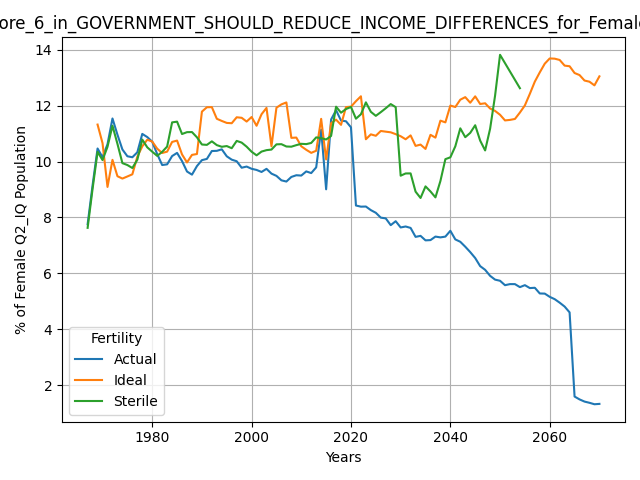 ore_6_in_GOVERNMENT_SHOULD_REDUCE_INCOME_DIFFERENCES_for_Female
14
12
10
8
6
4
2
% of Female Q2_IQ Population
Fertility
Actual
Ideal
Sterile
1980
2000
2020
2040
2060
Years